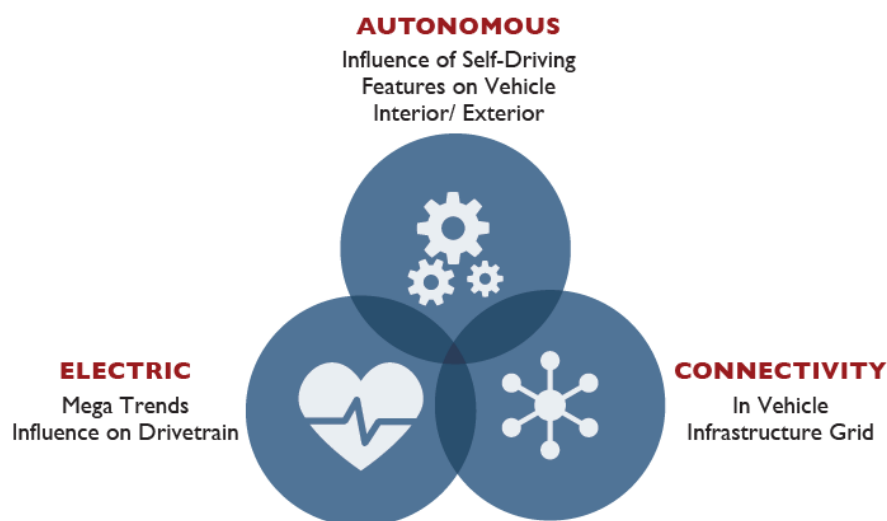 AUTONOMOUS
Influence of Self-Driving
Features on Vehicle
Interior/ Exterior
ELECTRIC
Mega Trends
Influence on Drivetrain
CONNECTIVITY
In Vehicle
Infrastructure Grid